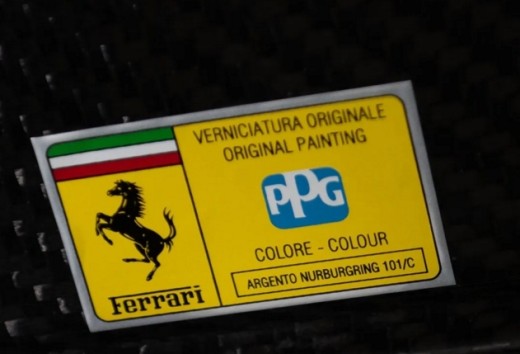 VERNICIATURA ORIGINALE
ORIGINAL PAINTING
PPG
COLORE - COLOUR
ARGENTO NURBURGRING 101/C
Ferrari